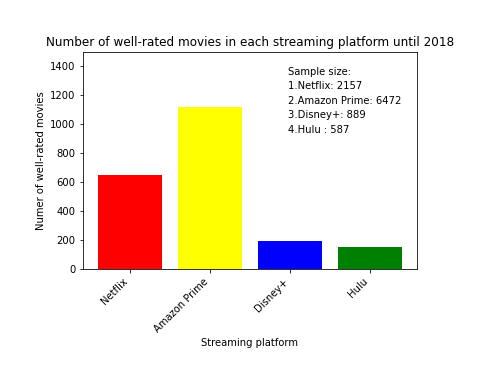 Number of well-rated movies in each streaming platform until 2018
Numer of well-rated movies
1400
1200
1000
800
600
400
200
0
Sample size:
1.Netflix: 2157
2.Amazon Prime: 6472
3.Disney+: 889
4.Hulu : 587
Netflix
Amazon Prime
Disney+
Hulu
Streaming platform